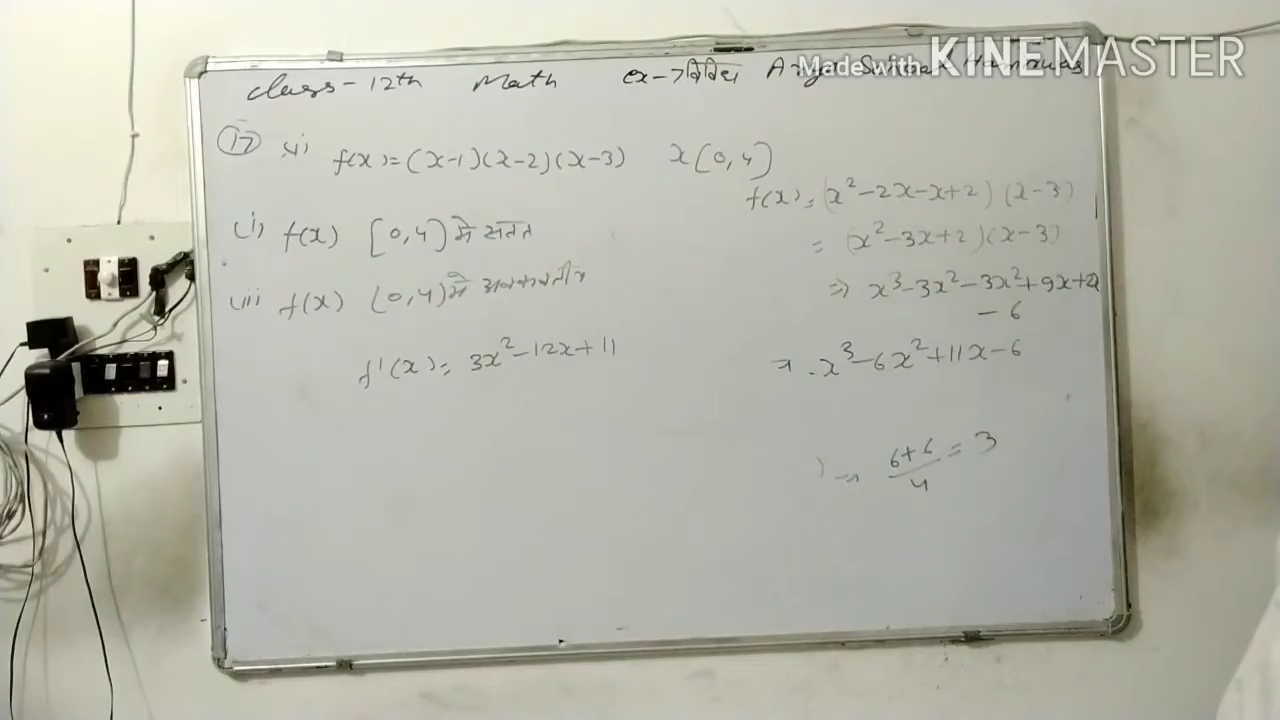 Made with KINEMASTER
Class - 12th Math ex -> विविध
17 f(x) = (x-1)(x-2)(x-3) x[0,4]
(i) f(x) [0,4] मे सतत
(ii) f(x) (0,4) मे अवकलनीय
f'(x) = 3x²-12x+11
f(x) = (x²-2x-x+2) (x-3)
= (x²-3x+2)(x-3)
⇒ x³-3x²-3x²+9x+2x
- 6
⇒ x³-6x²+11x-6
⇒ 6+6/4 = 3